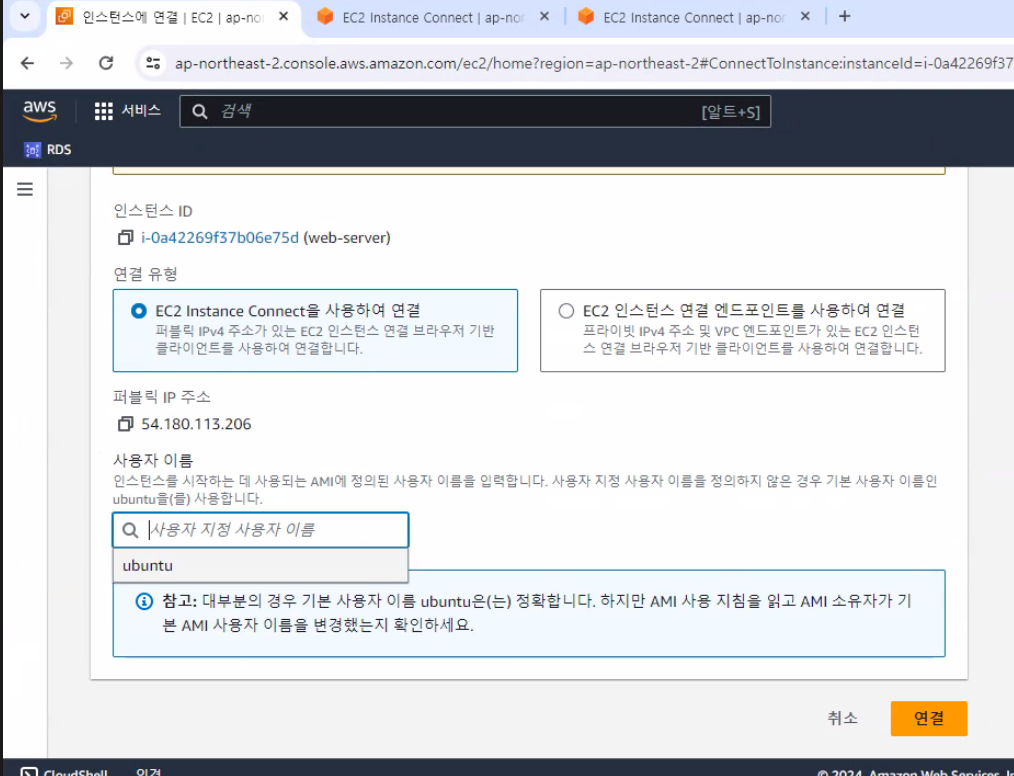 인스턴스에 연결 | EC2 | ap-no
EC2 Instance Connect | ap-nor
EC2 Instance Connect | ap-nor
ap-northeast-2.console.aws.amazon.com/ec2/home?region=ap-northeast-2#ConnectToInstance:instanceId=i-0a42269f37
aws
서비스
검색
[알트+S]
RDS
인스턴스 ID
i-0a42269f37b06e75d (web-server)
연결 유형
EC2 Instance Connect을 사용하여 연결
퍼블릭 IPv4 주소가 있는 EC2 인스턴스 연결 브라우저 기반
클라이언트를 사용하여 연결합니다.
EC2 인스턴스 연결 엔드포인트를 사용하여 연결
프라이빗 IPv4 주소 및 VPC 엔드포인트가 있는 EC2 인스턴
스 연결 브라우저 기반 클라이언트를 사용하여 연결합니다.
퍼블릭 IP 주소
54.180.113.206
사용자 이름
인스턴스를 시작하는 데 사용되는 AMI에 정의된 사용자 이름을 입력합니다. 사용자 지정 사용자 이름을 정의하지 않은 경우 기본 사용자 이름인
ubuntu을(를) 사용합니다.
사용자 지정 사용자 이름
ubuntu
참고: 대부분의 경우 기본 사용자 이름 ubuntu은(는) 정확합니다. 하지만 AMI 사용 지침을 읽고 AMI 소유자가 기
본 AMI 사용자 이름을 변경했는지 확인하세요.
취소
연결
CloudShell
의견
© 2024, Amazon Web Services, I